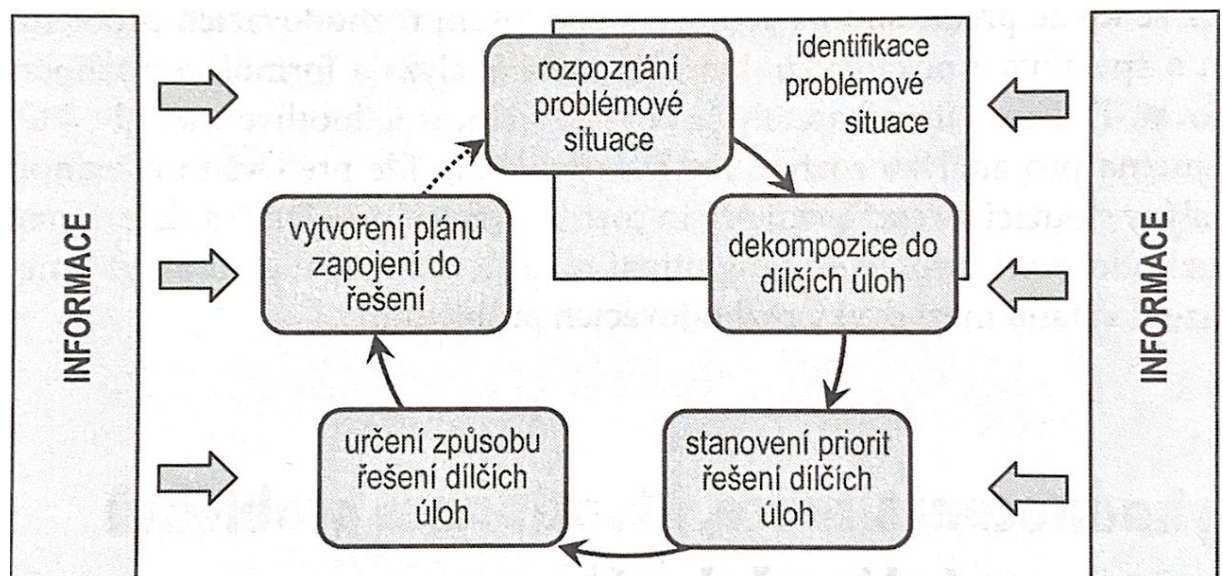 rozpoznání
problémové
situace
identifikace
problémové
situace
dekompozice do
dílčích úloh
stanovení priorit
řešení dílčích
úloh
určení způsobu
řešení dílčích
úloh
vytvoření plánu
zapojení do
řešení
INFORMACE
INFORMACE